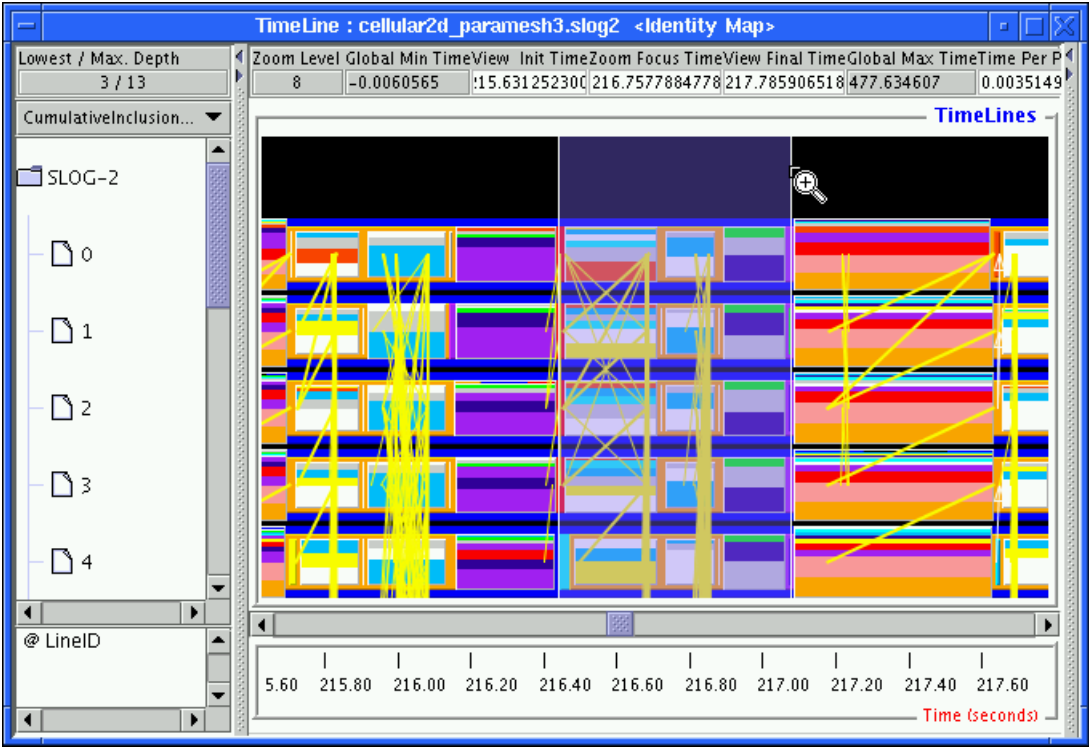 TimeLine : cellular2d_paramesh3.slog2 <Identity Map>
Lowest / Max. Depth
3 / 13
Zoom Level Global Min Time View Init Time Zoom Focus Time View Final Time Global Max Time Time Per P
8 -0.0060565 :15.631252300 216.7577884778 217.785906518 477.634607 0.0035149
CumulativeInclusion...
TimeLines
SLOG-2
0
1
2
3
4
@ LineID
5.60 215.80 216.00 216.20 216.40 216.60 216.80 217.00 217.20 217.40 217.60
Time (seconds)